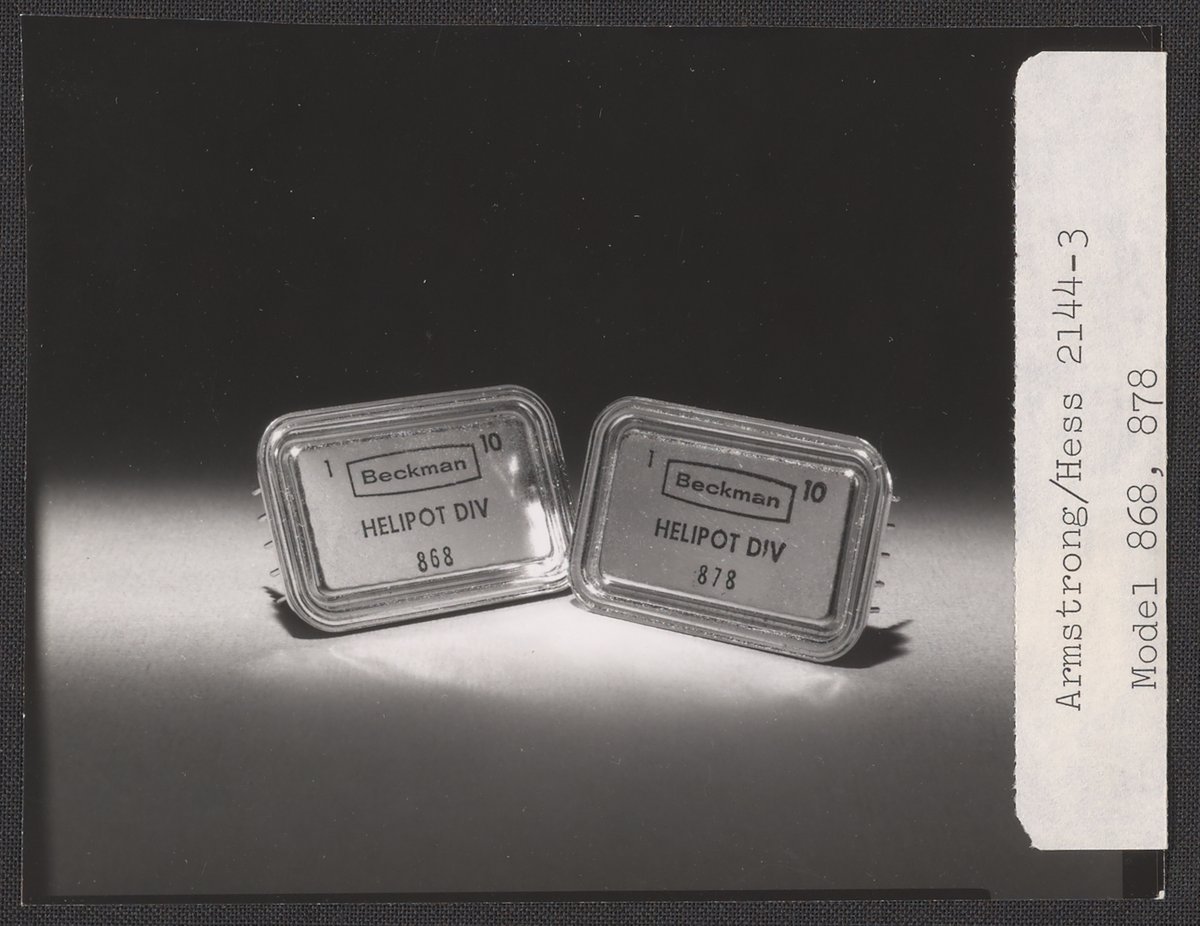 1 Beckman 10
HELIPOT DIV
868
1 Beckman 10
HELIPOT DIV
878
Armstrong/Hess 2144-3
Model 868, 878